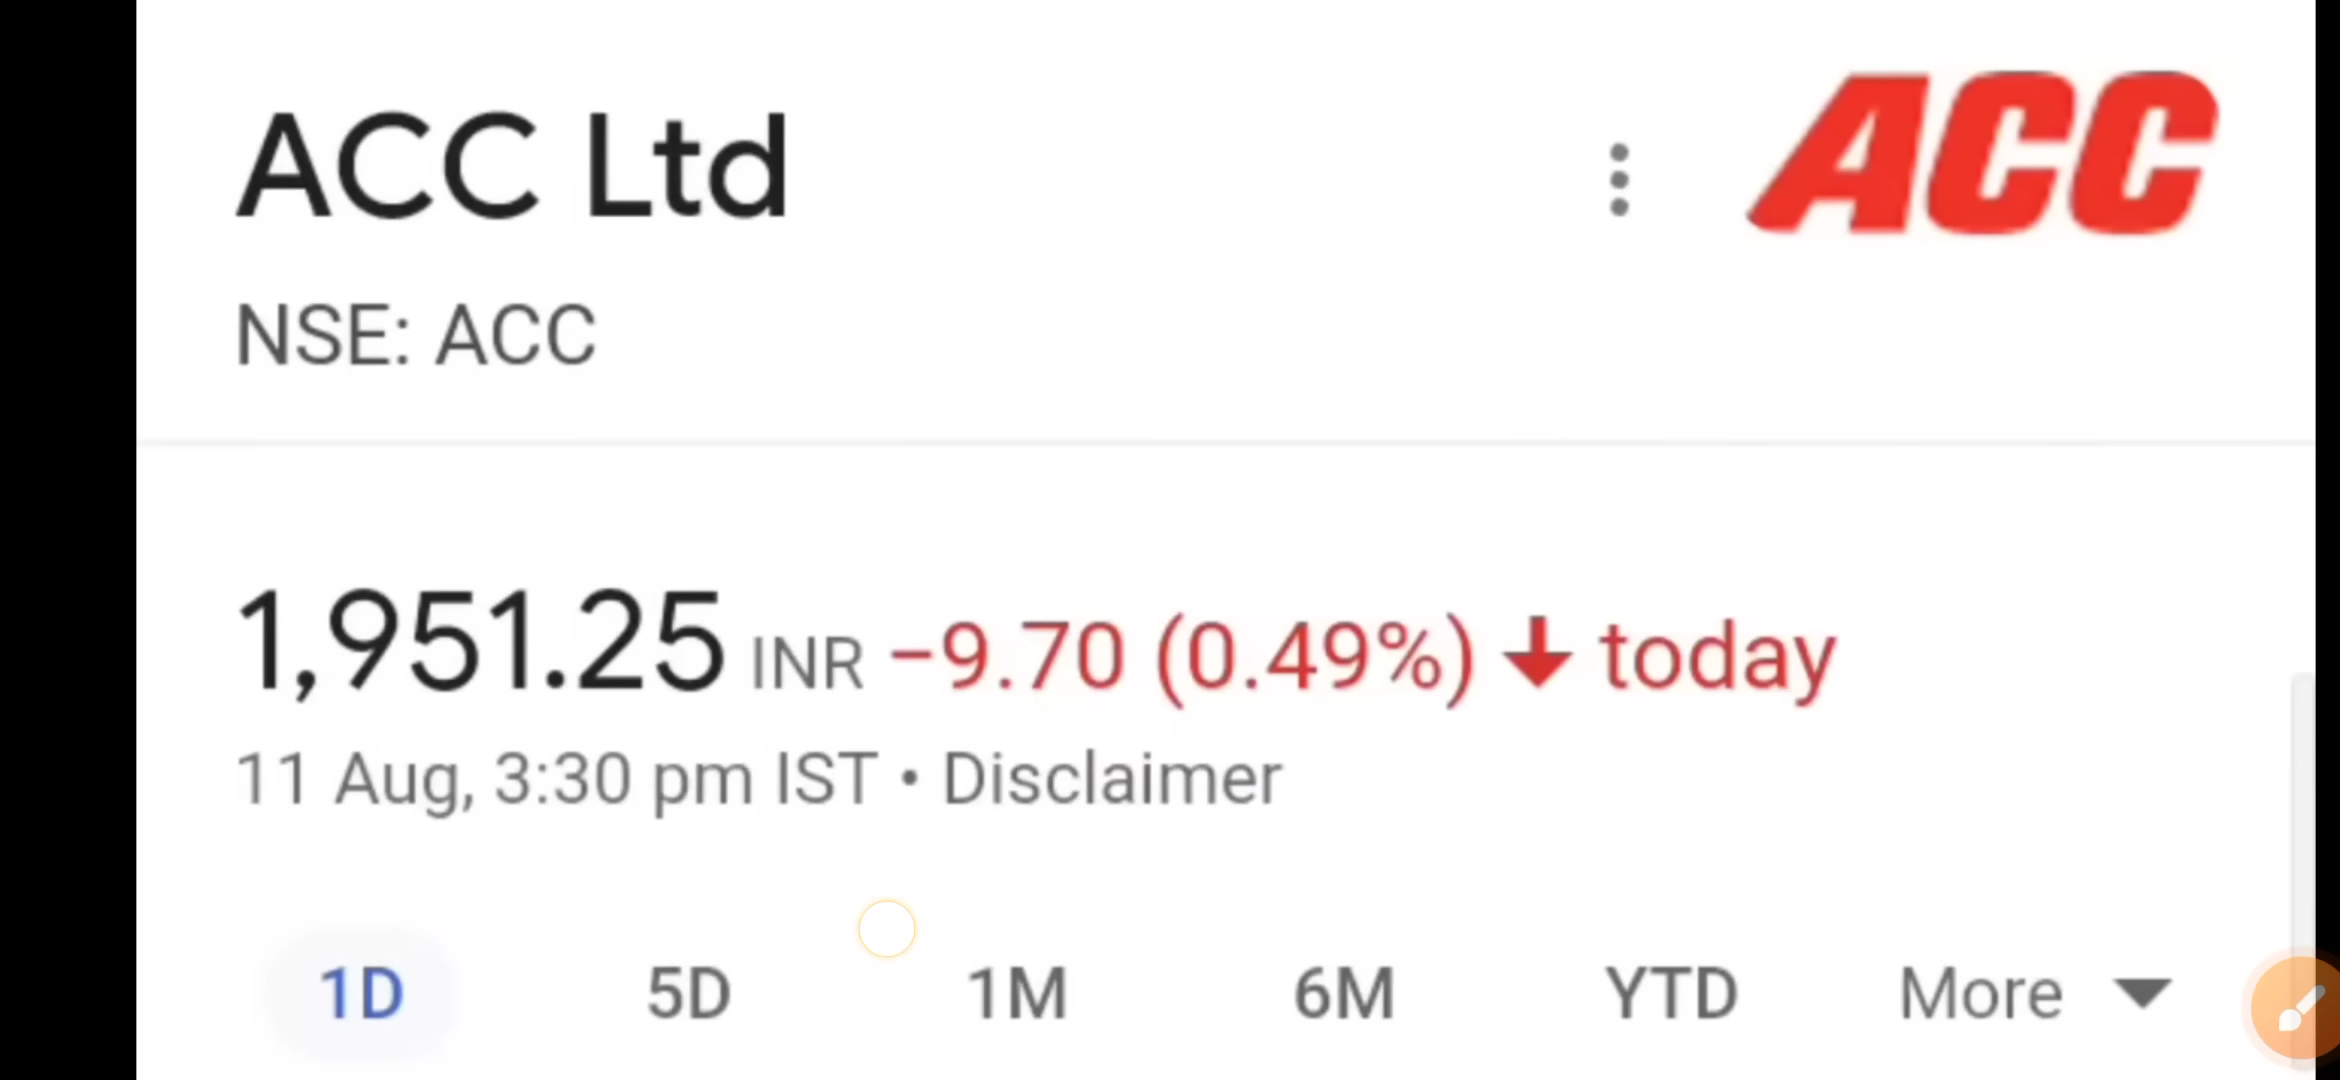 ACC Ltd
ACC
NSE: ACC
1,951.25 INR −9.70 (0.49%) ↓ today
11 Aug, 3:30 pm IST • Disclaimer
1D 5D 1M 6M YTD More